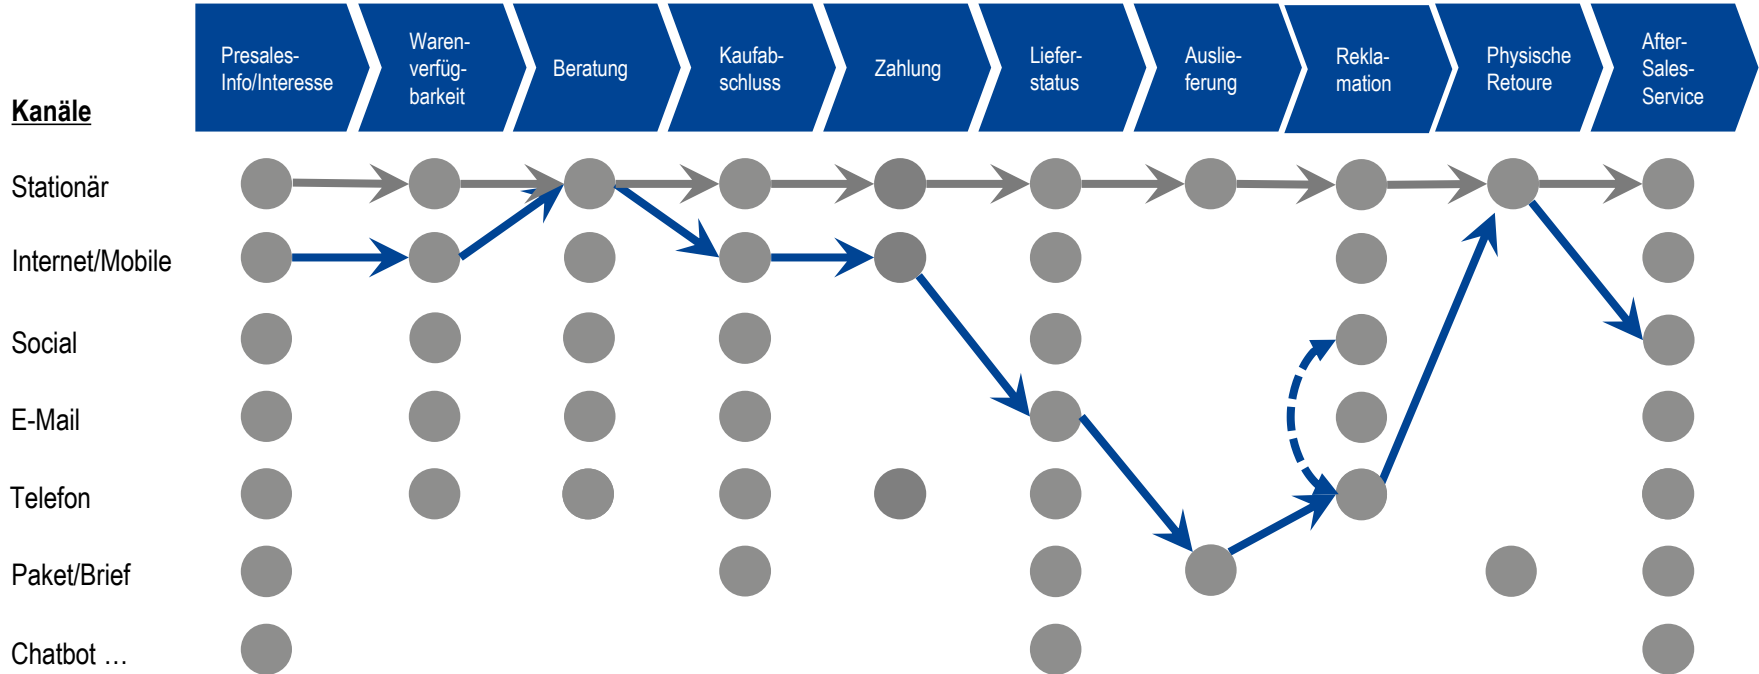 Presales-
Info/Interesse
Waren-
verfüg-
barkeit
Beratung
Kaufab-
schluss
Zahlung
Liefer-
status
Auslie-
ferung
Rekla-
mation
Physische
Retoure
After-
Sales-
Service
Kanäle
Stationär
Internet/Mobile
Social
E-Mail
Telefon
Paket/Brief
Chatbot …